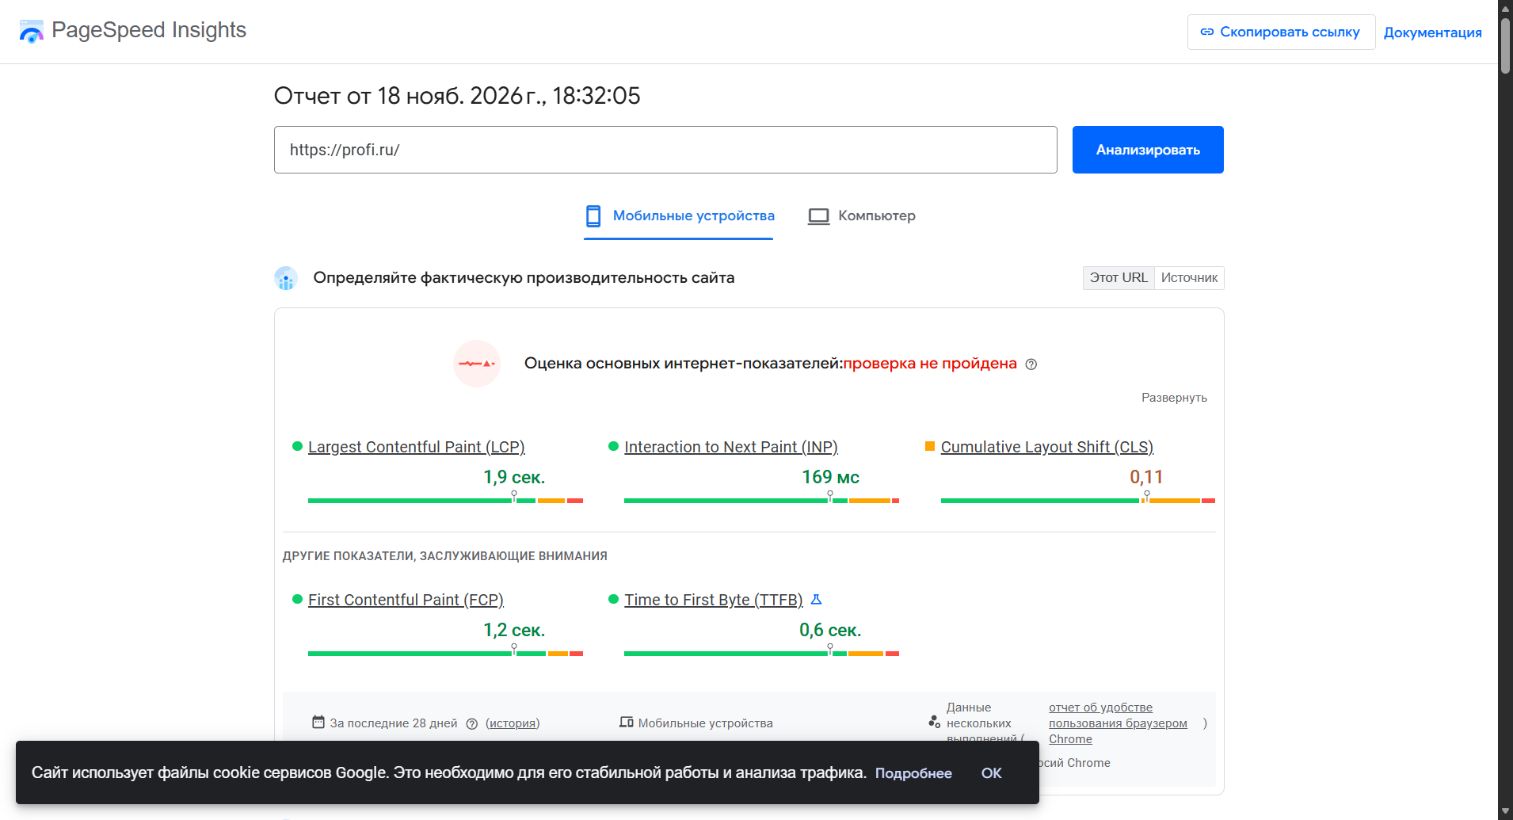 PageSpeed Insights
Скопировать ссылку
Документация
Отчет от 18 нояб. 2026 г., 18:32:05
https://profi.ru/
Анализировать
Мобильные устройства
Компьютер
Определяйте фактическую производительность сайта
Этот URL
Источник
Оценка основных интернет-показателей:проверка не пройдена
Развернуть
Largest Contentful Paint (LCP)
1,9 сек.
Interaction to Next Paint (INP)
169 мс
Cumulative Layout Shift (CLS)
0,11
ДРУГИЕ ПОКАЗАТЕЛИ, ЗАСЛУЖИВАЮЩИЕ ВНИМАНИЯ
First Contentful Paint (FCP)
1,2 сек.
Time to First Byte (TTFB)
0,6 сек.
За последние 28 дней (история)
Мобильные устройства
Данные
нескольких
выполнений (
отчет об удобстве
пользования браузером
Chrome
)
Chrome
Сайт использует файлы cookie сервисов Google. Это необходимо для его стабильной работы и анализа трафика. Подробнее OK